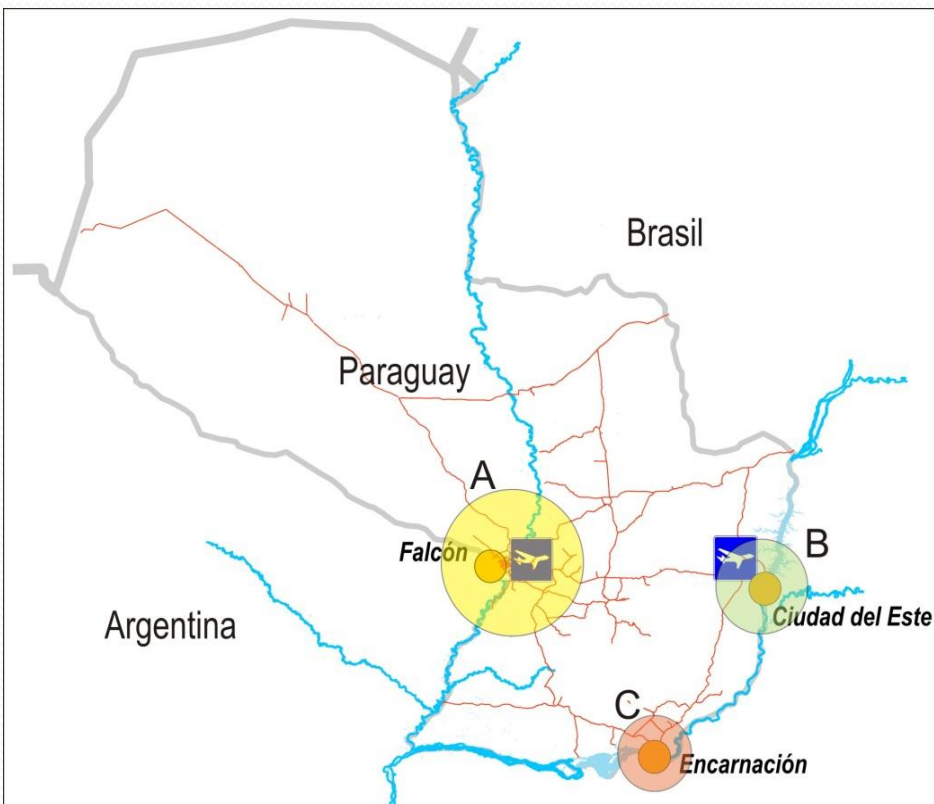 Brasil
Paraguay
A
Falcón
B
Ciudad del Este
Argentina
C
Encarnación